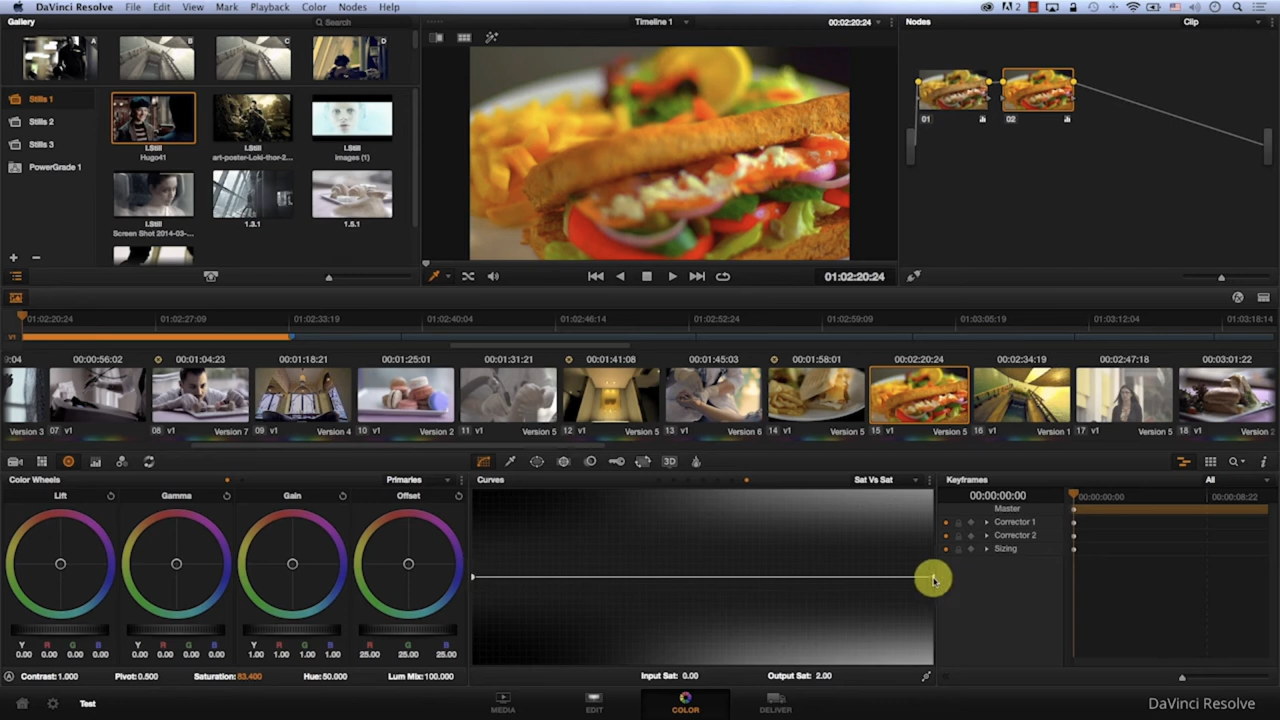 DaVinci Resolve File Edit View Mark Playback Color Nodes Help
Gallery Search Timeline 1 00:02:20:24 Nodes Clip
A B C D
Stills 1
Stills 2
Stills 3
PowerGrade 1
I.Still
Hugo41
I.Still
art-poster-Loki-thor-2...
I.Still
images (1)
I.Still
Screen Shot 2014-03-...
1.3.1
1.5.1
01 02
01:02:20:24
01:02:20:24 01:02:27:09 01:02:33:19 01:02:40:04 01:02:46:14 01:02:52:24 01:02:59:09 01:03:05:19 01:03:12:04 01:03:18:14
V1
9:04 00:00:56:02 00:01:04:23 00:01:18:21 00:01:25:01 00:01:31:21 00:01:41:08 00:01:45:03 00:01:58:01 00:02:20:24 00:02:34:19 00:02:47:18 00:03:01:22
Version 3 07 V1 08 V1 Version 7 09 V1 Version 4 10 V1 Version 2 11 V1 Version 5 12 V1 Version 5 13 V1 Version 6 14 V1 Version 5 15 V1 Version 5 16 V1 Version 1 17 V1 Version 5 18 V1 Version 2
3D
Color Wheels Primaries Curves Sat Vs Sat Keyframes All
Lift Gamma Gain Offset
00:00:00:00 00:00:00:00 00:00:08:22
Master
Corrector 1
Corrector 2
Sizing
Y R G B Y R G B Y R G B R G B
0.00 0.00 0.00 0.00 0.00 0.00 0.00 0.00 1.00 1.00 1.00 1.00 25.00 25.00 25.00
A Contrast:1.000 Pivot:0.500 Saturation:83.400 Hue:50.000 Lum Mix:100.000 Input Sat: 0.00 Output Sat: 2.00
Test MEDIA EDIT COLOR DELIVER DaVinci Resolve